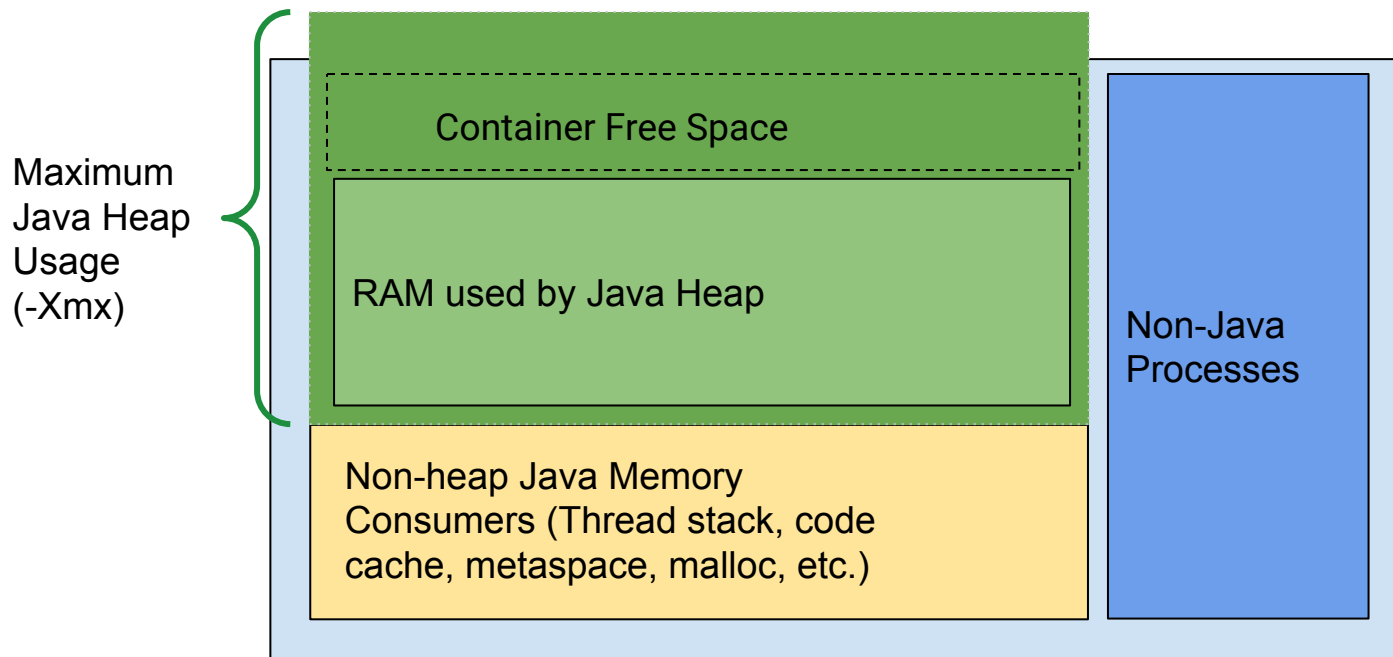 Maximum
Java Heap
Usage
(-Xmx)
Container Free Space
RAM used by Java Heap
Non-heap Java Memory
Consumers (Thread stack, code
cache, metaspace, malloc, etc.)
Non-Java
Processes